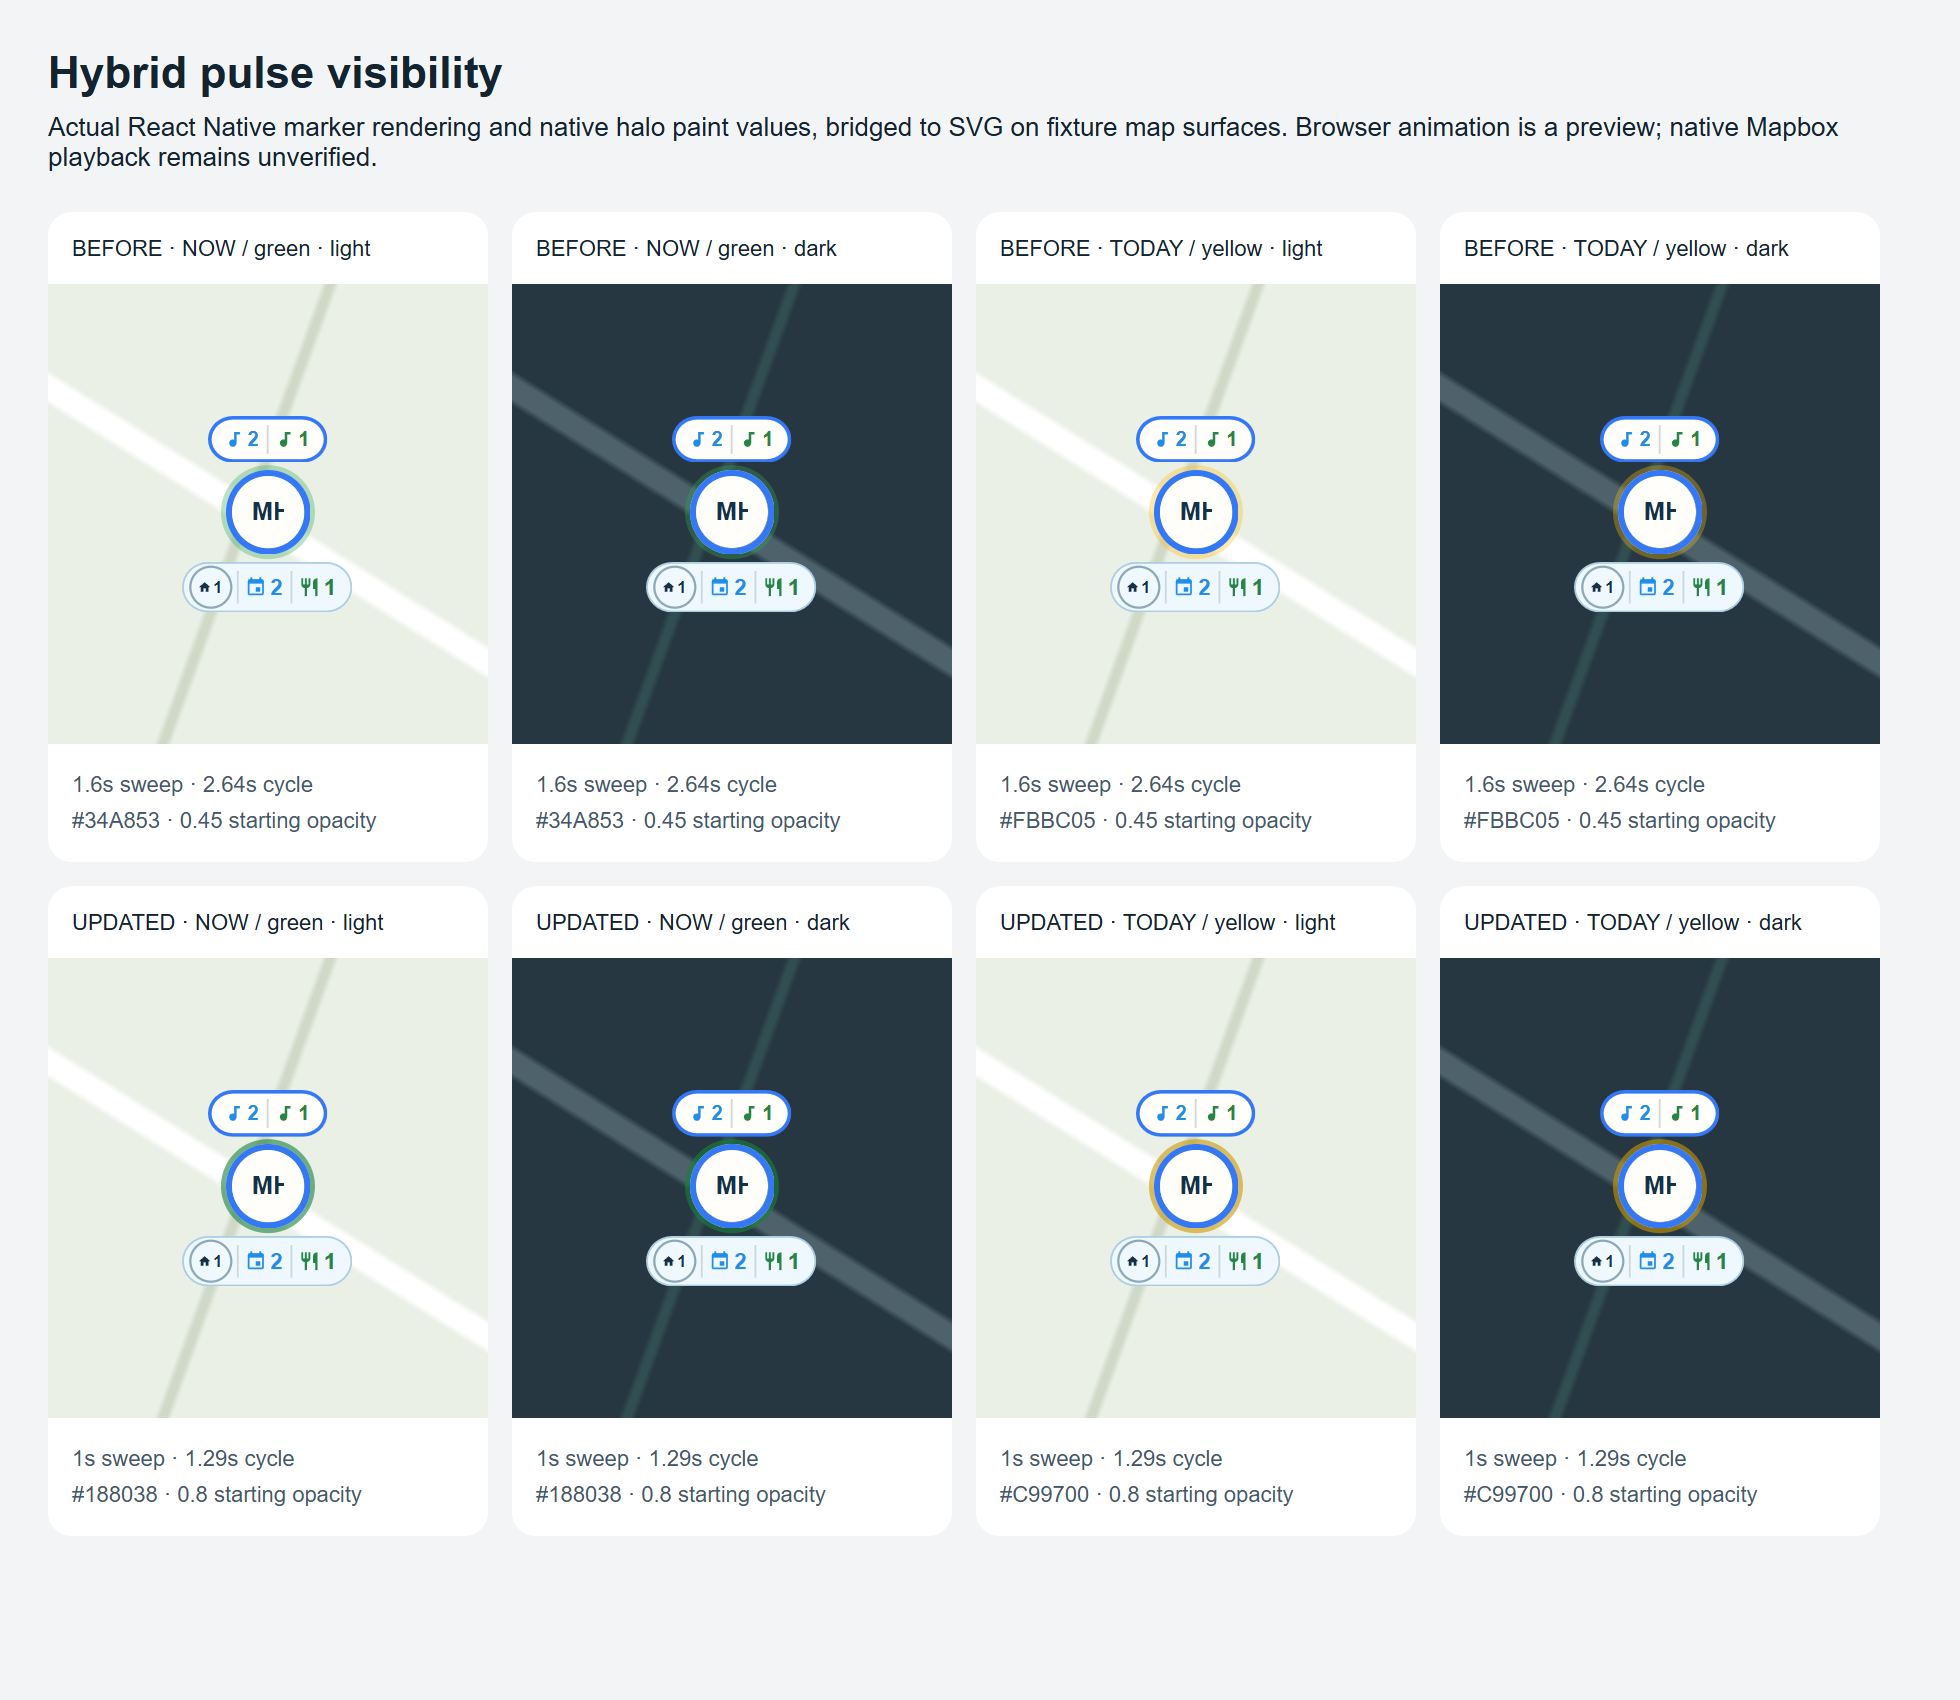 Hybrid pulse visibility
Actual React Native marker rendering and native halo paint values, bridged to SVG on fixture map surfaces. Browser animation is a preview; native Mapbox
playback remains unverified.
BEFORE · NOW / green · light
2 1
MH
1 2 1
1.6s sweep · 2.64s cycle
#34A853 · 0.45 starting opacity
BEFORE · NOW / green · dark
2 1
MH
1 2 1
1.6s sweep · 2.64s cycle
#34A853 · 0.45 starting opacity
BEFORE · TODAY / yellow · light
2 1
MH
1 2 1
1.6s sweep · 2.64s cycle
#FBBC05 · 0.45 starting opacity
BEFORE · TODAY / yellow · dark
2 1
MH
1 2 1
1.6s sweep · 2.64s cycle
#FBBC05 · 0.45 starting opacity
UPDATED · NOW / green · light
2 1
MH
1 2 1
1s sweep · 1.29s cycle
#188038 · 0.8 starting opacity
UPDATED · NOW / green · dark
2 1
MH
1 2 1
1s sweep · 1.29s cycle
#188038 · 0.8 starting opacity
UPDATED · TODAY / yellow · light
2 1
MH
1 2 1
1s sweep · 1.29s cycle
#C99700 · 0.8 starting opacity
UPDATED · TODAY / yellow · dark
2 1
MH
1 2 1
1s sweep · 1.29s cycle
#C99700 · 0.8 starting opacity